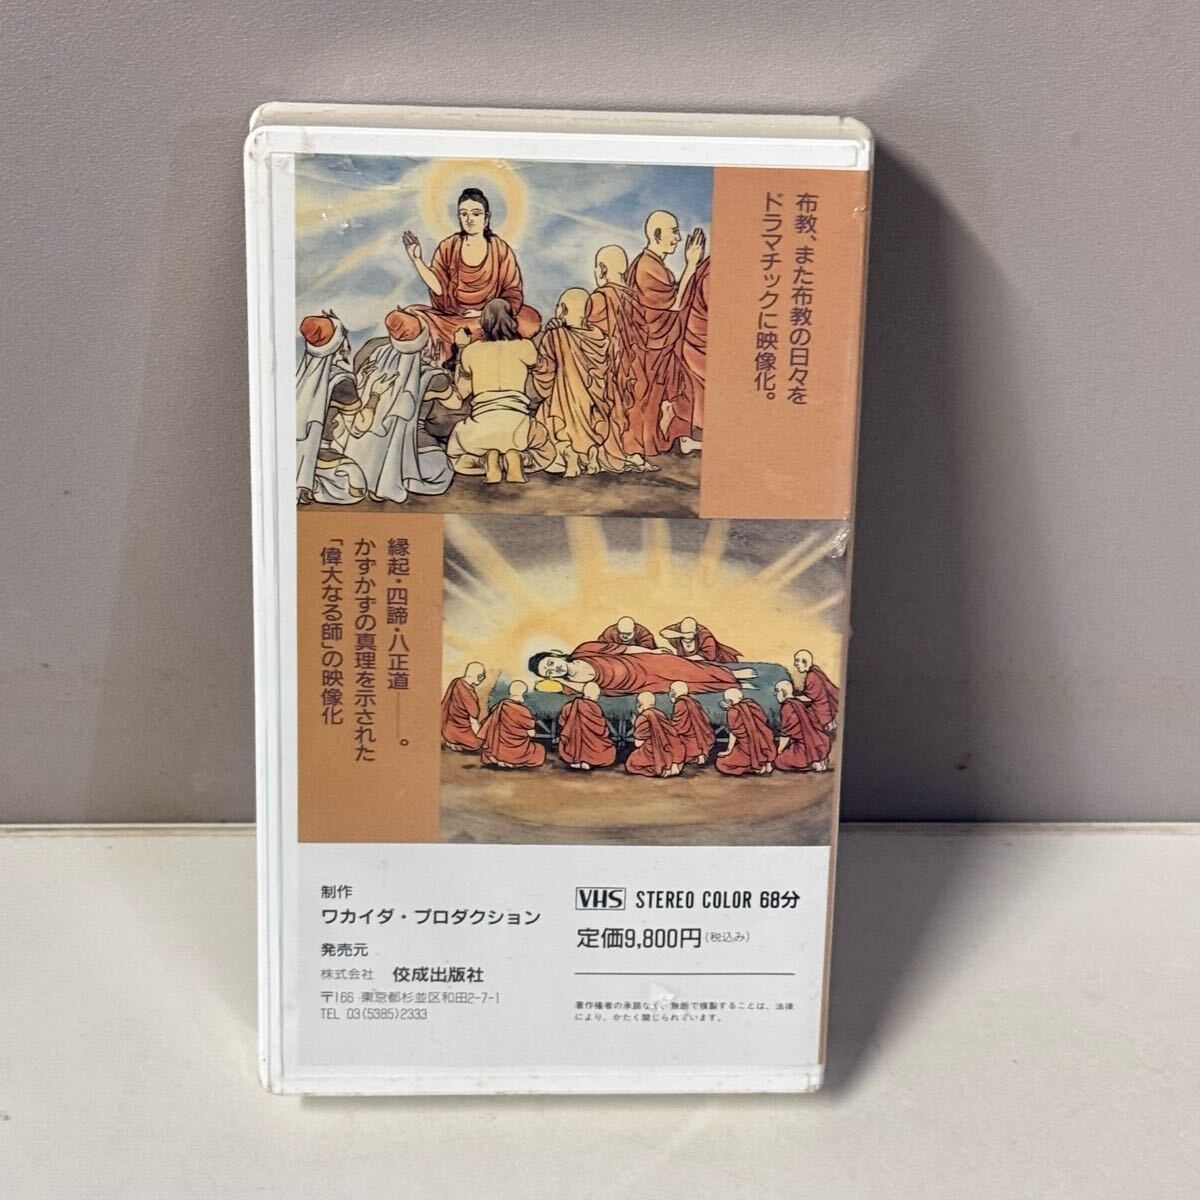 布教、また布教の日々を
ドラマチックに映像化。
縁起・四諦・八正道――。
かずかずの真理を示された
「偉大なる師」の映像化
制作
ワカイダ・プロダクション
発売元
株式会社 佼成出版社
〒166 東京都杉並区和田2-7-1
TEL 03(5385)2333
VHS STEREO COLOR 68分
定価9,800円(税込み)
著作権者の承諾なく、無断で複製することは、法律
により、かたく禁じられています。